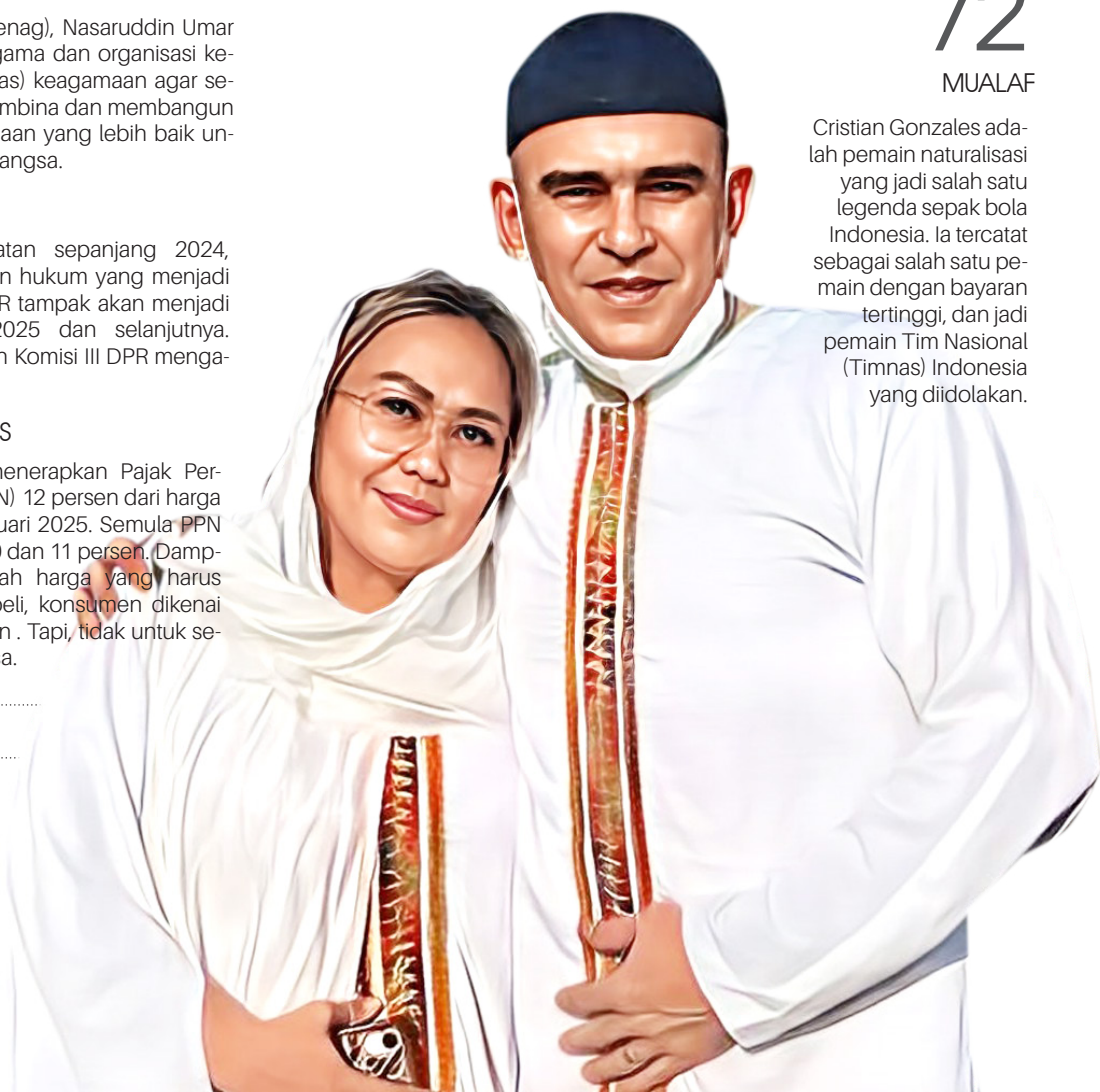 enag), Nasaruddin Umar
gama dan organisasi ke-
as) keagamaan agar se-
mbina dan membangun
aan yang lebih baik un-
angsa.
atan sepanjang 2024,
n hukum yang menjadi
R tampak akan menjadi
2025 dan selanjutnya.
n Komisi III DPR menga-
S
nenerapkan Pajak Per-
N) 12 persen dari harga
uari 2025. Semula PPN
0 dan 11 persen. Damp-
ah harga yang harus
beli, konsumen dikenai
n . Tapi, tidak untuk se-
sa.
72
MUALAF
Cristian Gonzales ada-
lah pemain naturalisasi
yang jadi salah satu
legenda sepak bola
Indonesia. Ia tercatat
sebagai salah satu pe-
main dengan bayaran
tertinggi, dan jadi
pemain Tim Nasional
(Timnas) Indonesia
yang diidolakan.